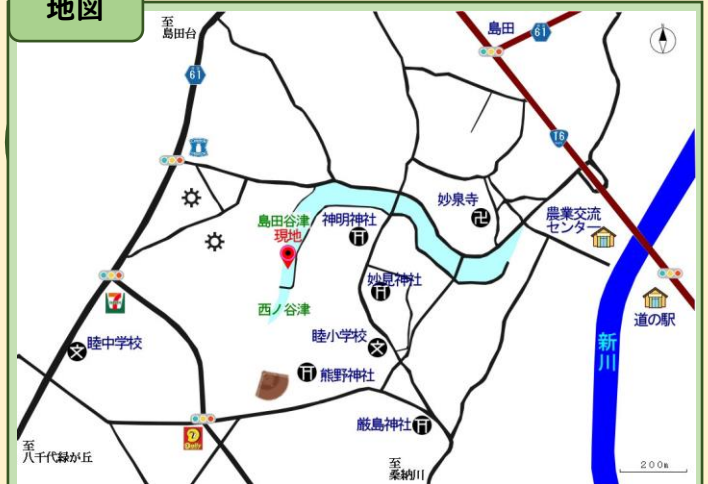 地図
至
島田台
61
島田
61
16
妙泉寺
島田谷津
神明神社
現地
農業交流
センター
妙見神社
西ノ谷津
道の駅
睦小学校
睦中学校
新川
熊野神社
厳島神社
至
八千代緑が丘
至
桑納川
200m